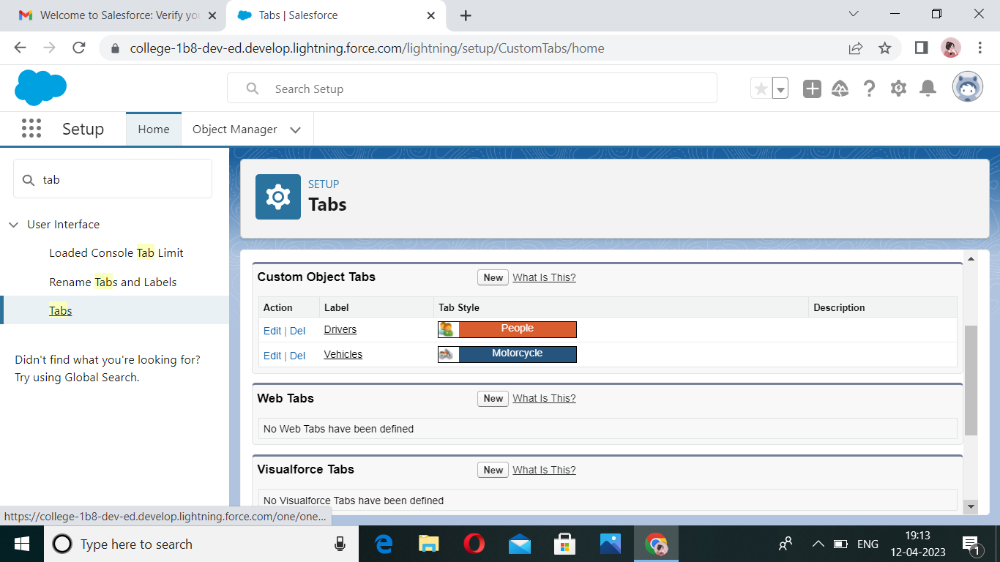 Welcome to Salesforce: Verify you
Tabs | Salesforce
college-1b8-dev-ed.develop.lightning.force.com/lightning/setup/CustomTabs/home
Search Setup
Setup
Home
Object Manager
tab
User Interface
Loaded Console Tab Limit
Rename Tabs and Labels
Tabs
Didn't find what you're looking for?
Try using Global Search.
SETUP
Tabs
Custom Object Tabs New What Is This?
Action Label Tab Style Description
Edit | Del Drivers People
Edit | Del Vehicles Motorcycle
Web Tabs New What Is This?
No Web Tabs have been defined
Visualforce Tabs New What Is This?
No Visualforce Tabs have been defined
https://college-1b8-dev-ed.develop.lightning.force.com/one/one...
Type here to search
ENG
19:13
12-04-2023
1